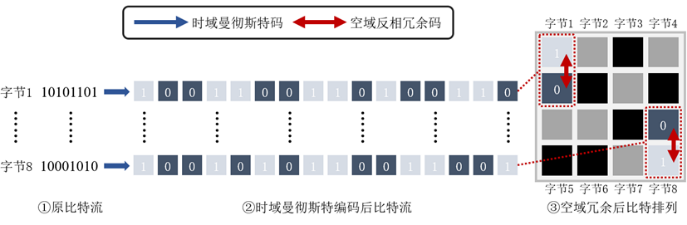 时域曼彻斯特码 空域反相冗余码
字节1 字节2 字节3 字节4
字节1 10101101 1 0 0 1 1 0 0 1 1 0 1 0 0 1 1 0
1
0
字节8 10001010 1 0 0 1 0 1 0 1 1 0 0 1 1 0 0 1
0
1
字节5 字节6 字节7 字节8
①原比特流 ②时域曼彻斯特编码后比特流 ③空域冗余后比特排列